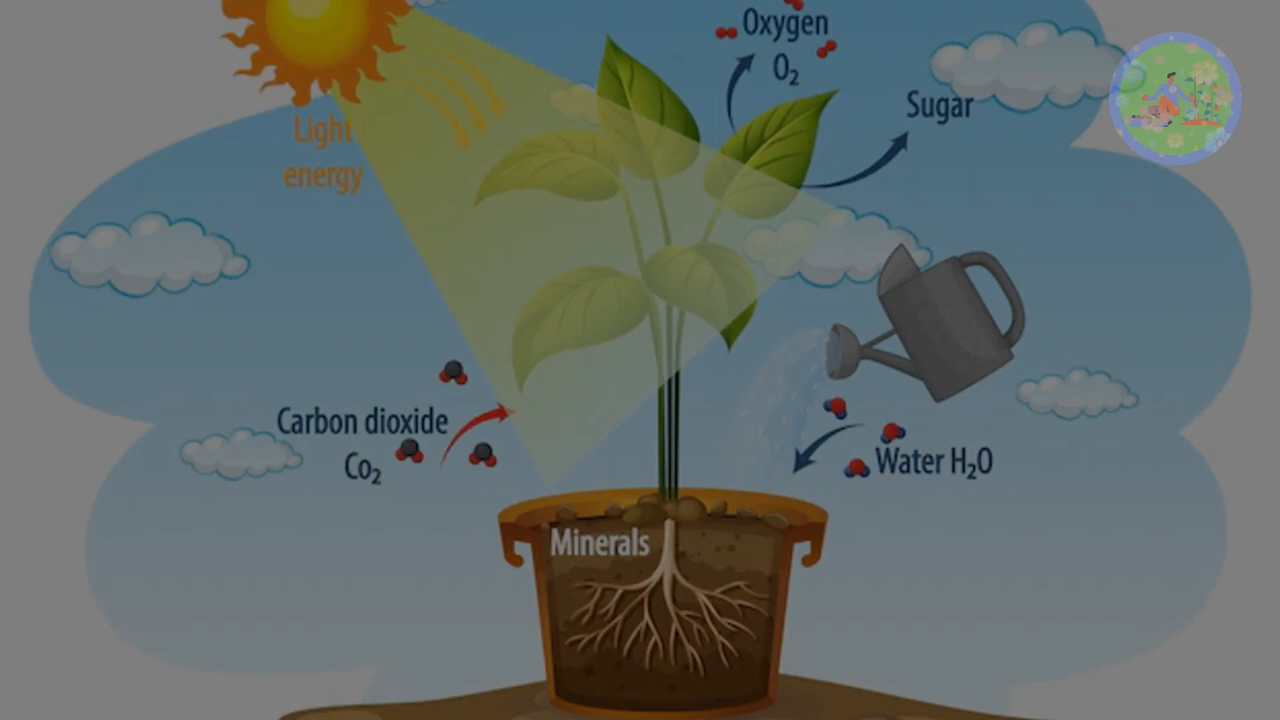 Oxygen
O₂
Sugar
Light
energy
Carbon dioxide
Co₂
Water H₂O
Minerals